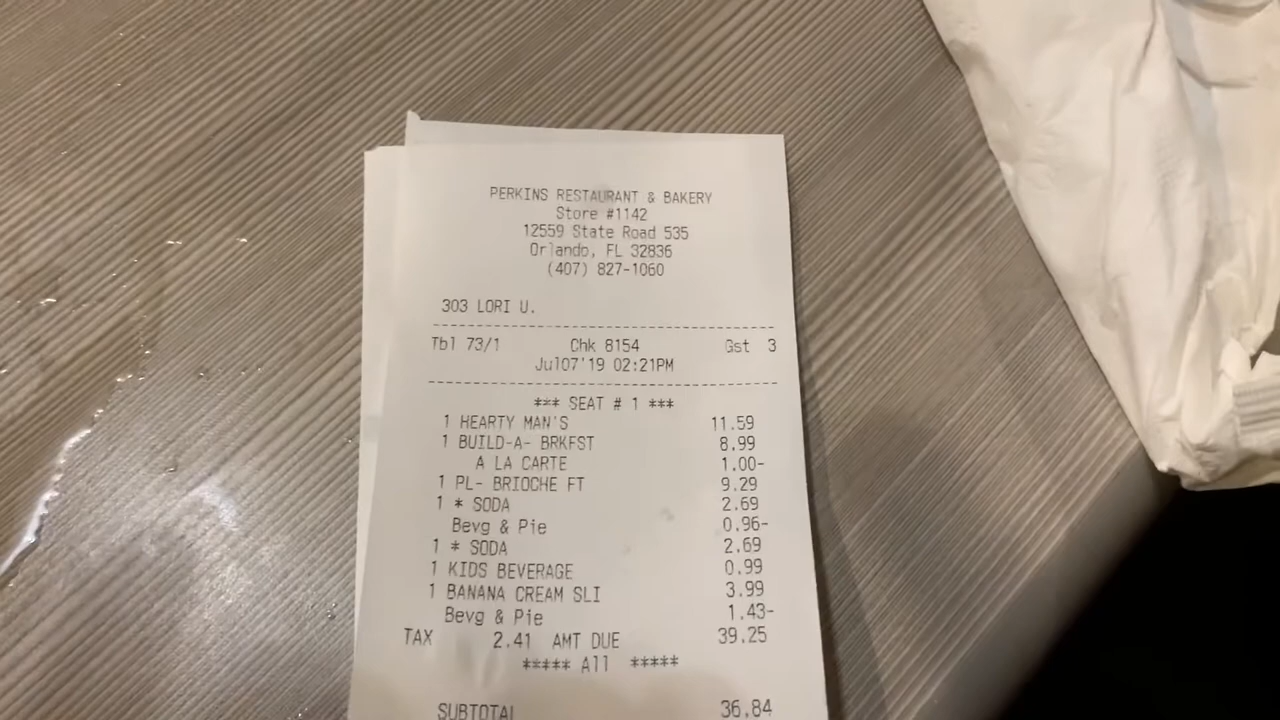 PERKINS RESTAURANT & BAKERY
Store #1142
12559 State Road 535
Orlando, FL 32836
(407) 827-1060
303 LORI U.
Tbl 73/1 Chk 8154 Gst 3
Jul07'19 02:21PM
*** SEAT # 1 ***
1 HEARTY MAN'S 11.59
1 BUILD-A- BRKFST 8.99
A LA CARTE 1.00-
1 PL- BRIOCHE FT 9.29
1 * SODA 2.69
Bevg & Pie 0.96-
1 * SODA 2.69
1 KIDS BEVERAGE 0.99
1 BANANA CREAM SLI 3.99
Bevg & Pie 1.43-
TAX 2.41 AMT DUE 39.25
***** All *****
SUBTOTAL 36.84